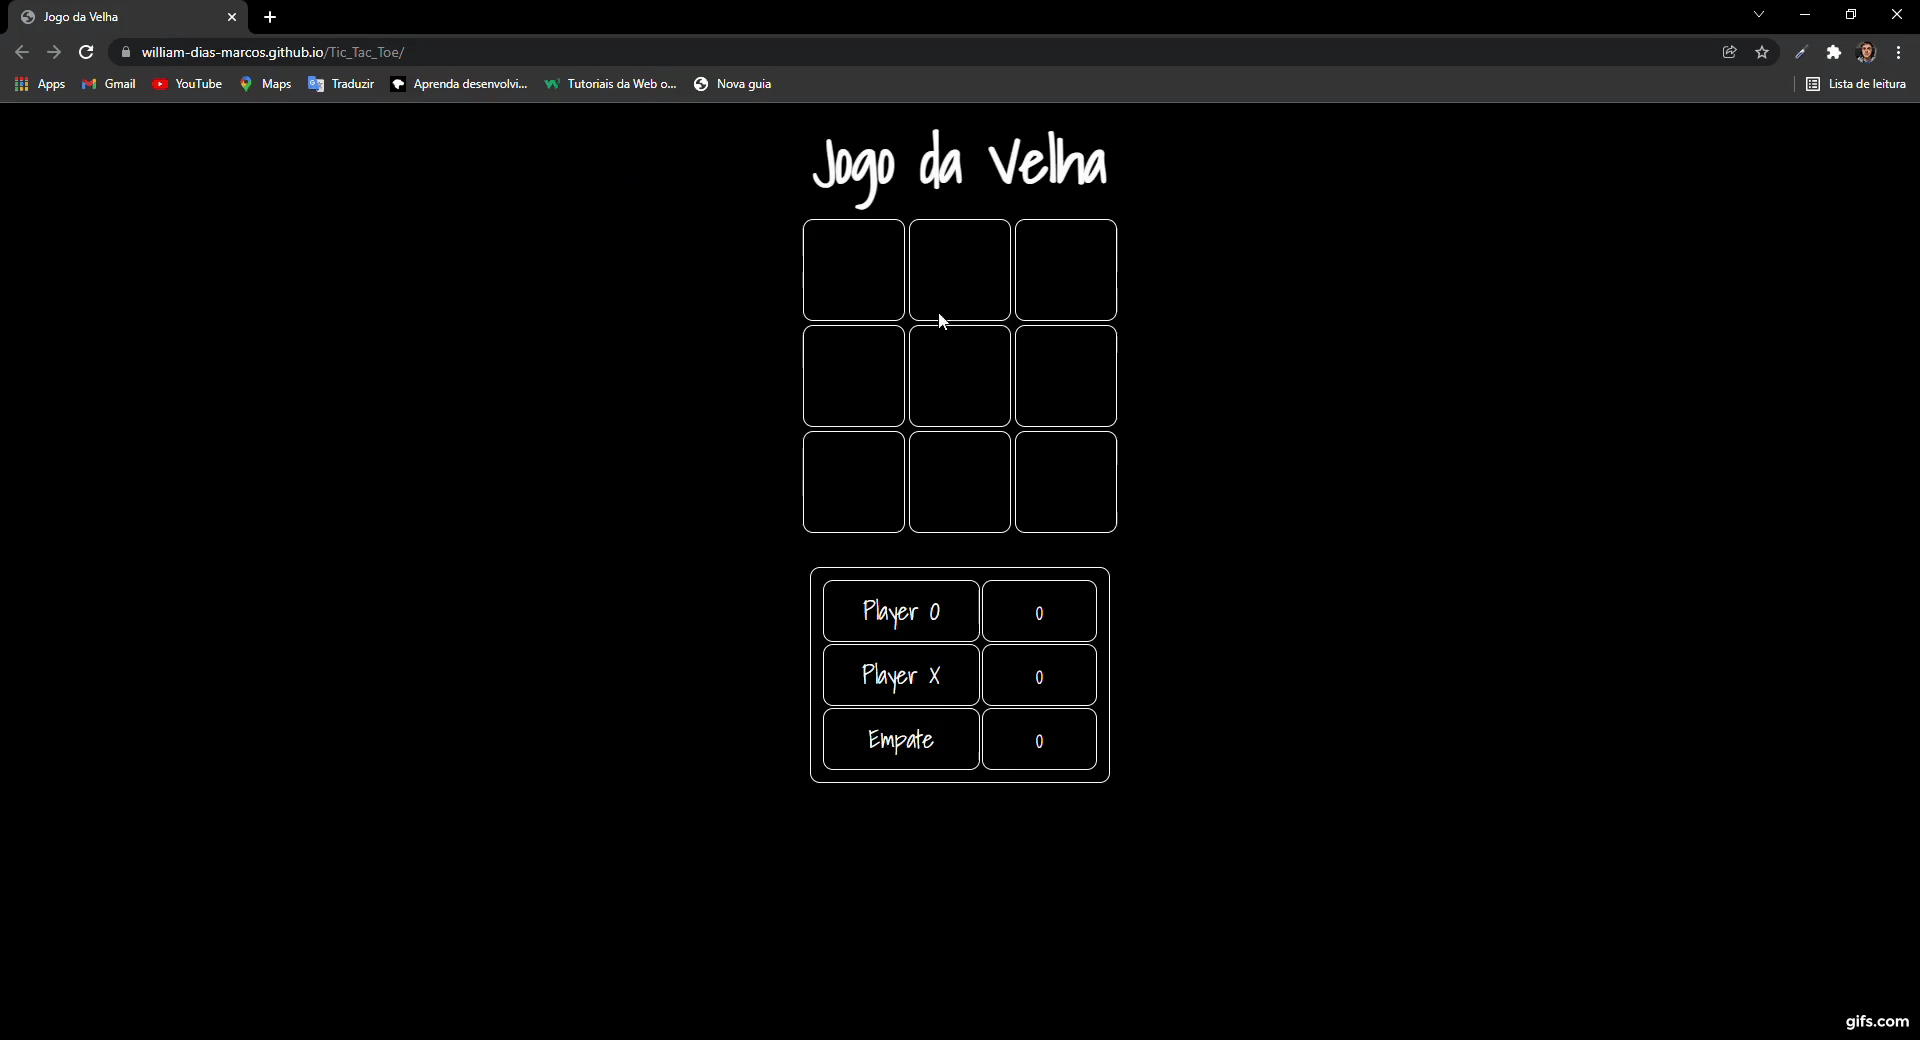 Jogo da Velha
william-dias-marcos.github.io/Tic_Tac_Toe/
Apps Gmail YouTube Maps Traduzir Aprenda desenvolvi... Tutoriais da Web o... Nova guia Lista de leitura
Jogo da Velha
Player O 0
Player X 0
Empate 0
gifs.com